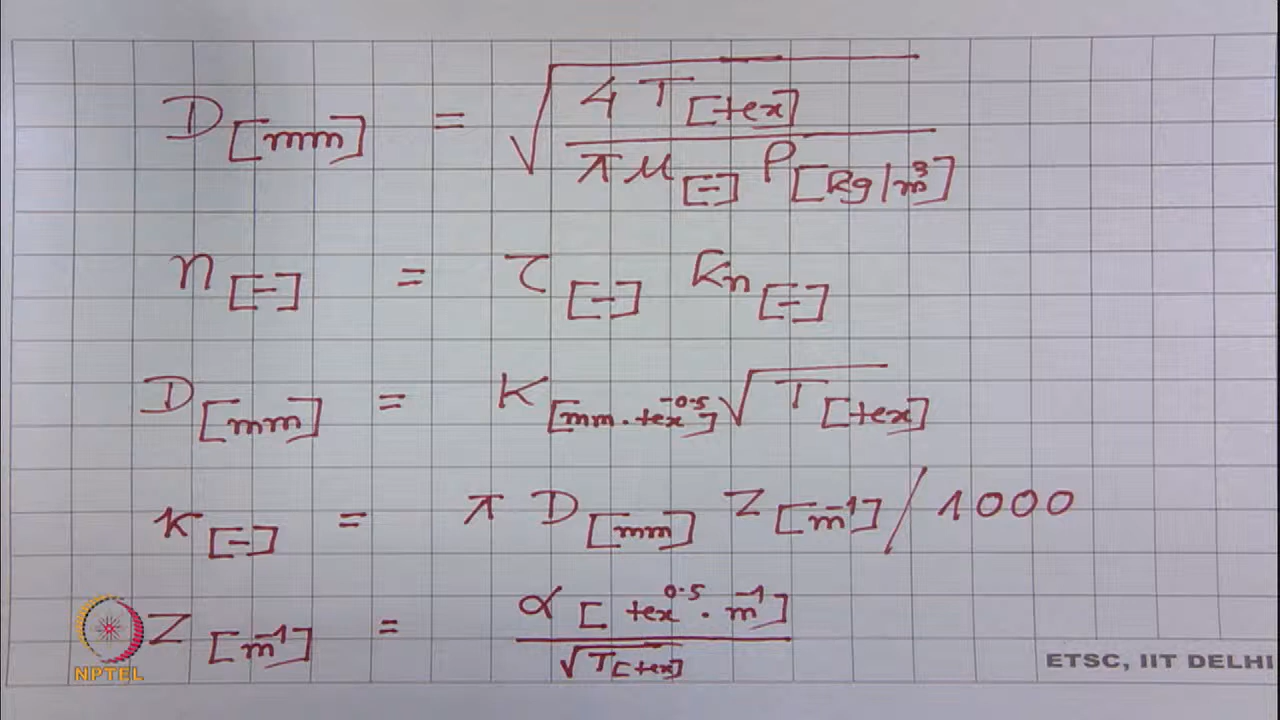 D[mm] = √(4 T[tex] / π μ[-] ρ[kg/m³])
n[-] = τ[-] kn[-]
D[mm] = K[mm.tex^-0.5] √T[tex]
κ[-] = π D[mm] Z[m^-1] / 1000
Z[m^-1] = α [tex^0.5. m^-1] / √T[tex]
NPTEL
ETSC, IIT DELHI